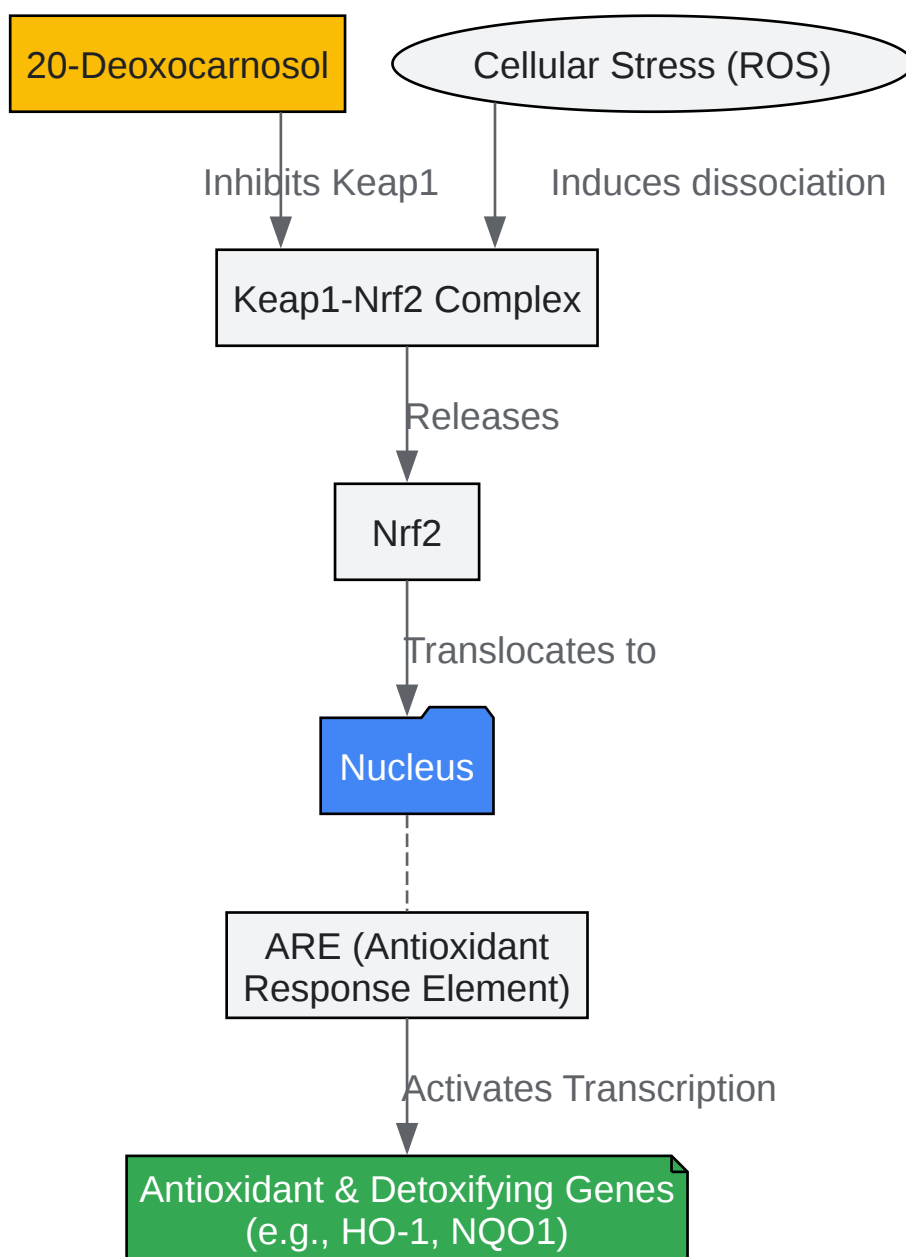 20-Deoxocarnosol
Cellular Stress (ROS)
Inhibits Keap1
Induces dissociation
Keap1-Nrf2 Complex
Releases
Nrf2
Translocates to
Nucleus
ARE (Antioxidant
Response Element)
Activates Transcription
Antioxidant & Detoxifying Genes
(e.g., HO-1, NQO1)